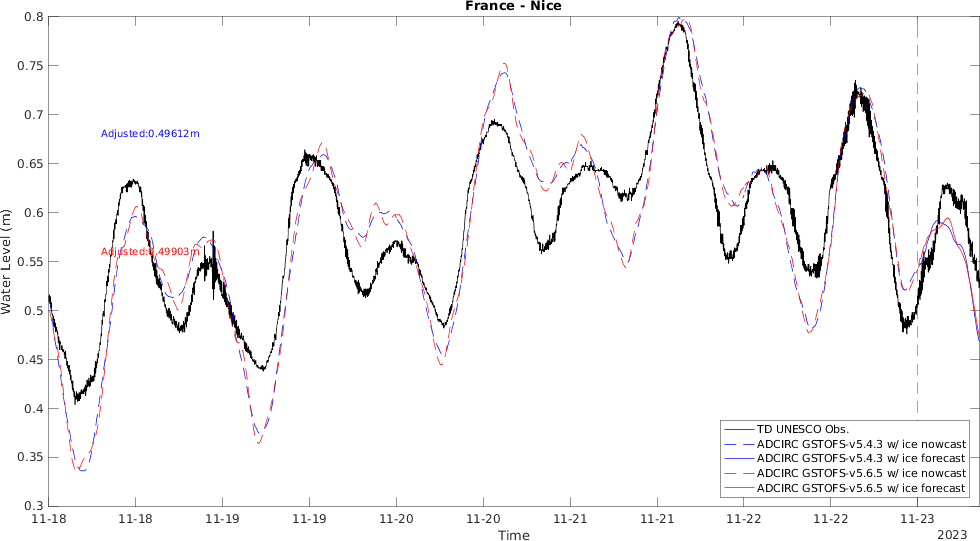 France - Nice
0.8
0.75
0.7
0.65
0.6
0.55
0.5
0.45
0.4
0.35
0.3
Water Level (m)
Adjusted:0.49612m
Adjusted:0.49903m
TD UNESCO Obs.
ADCIRC GSTOFS-v5.4.3 w/ ice nowcast
ADCIRC GSTOFS-v5.4.3 w/ ice forecast
ADCIRC GSTOFS-v5.6.5 w/ ice nowcast
ADCIRC GSTOFS-v5.6.5 w/ ice forecast
11-18 11-18 11-19 11-19 11-20 11-20 11-21 11-21 11-22 11-22 11-23
Time
2023